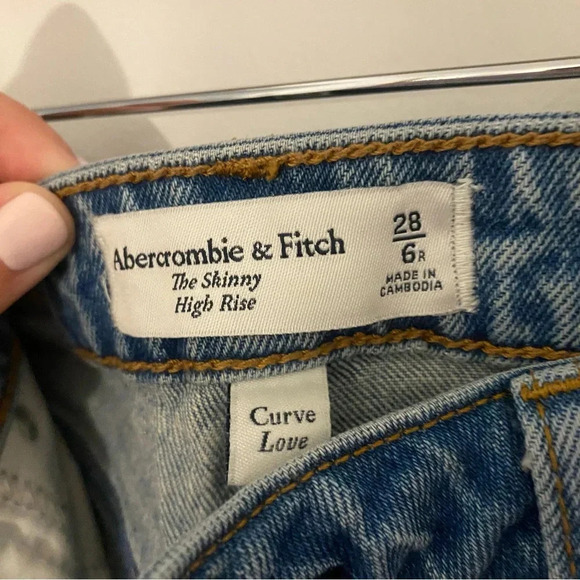 Abercrombie & Fitch
The Skinny
High Rise
28
6R
MADE IN
CAMBODIA
Curve
Love